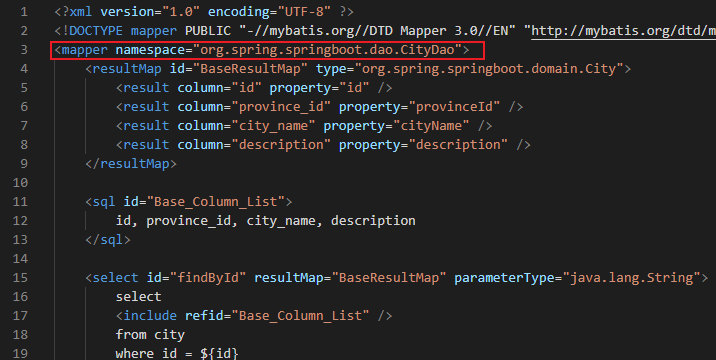 1 <?xml version="1.0" encoding="UTF-8" ?>
2 <!DOCTYPE mapper PUBLIC "-//mybatis.org//DTD Mapper 3.0//EN" "http://mybatis.org/dtd/m
3 <mapper namespace="org.spring.springboot.dao.CityDao">
4 <resultMap id="BaseResultMap" type="org.spring.springboot.domain.City">
5 <result column="id" property="id" />
6 <result column="province_id" property="provinceId" />
7 <result column="city_name" property="cityName" />
8 <result column="description" property="description" />
9 </resultMap>
10
11 <sql id="Base_Column_List">
12 id, province_id, city_name, description
13 </sql>
14
15 <select id="findById" resultMap="BaseResultMap" parameterType="java.lang.String">
16 select
17 <include refid="Base_Column_List" />
18 from city
19 where id = ${id}